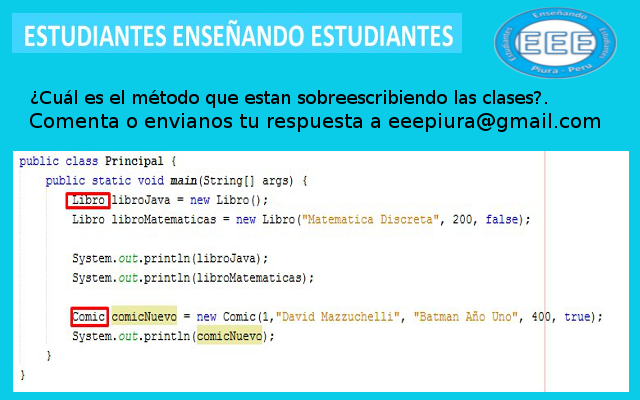 ESTUDIANTES ENSEÑANDO ESTUDIANTES
Enseñando
Estudiantes
EEE
Estudiantes
Piura - Peru
¿Cuál es el método que estan sobreescribiendo las clases?.
Comenta o envianos tu respuesta a eeepiura@gmail.com
public class Principal {
public static void main(String[] args) {
Libro libroJava = new Libro();
Libro libroMatematicas = new Libro("Matematica Discreta", 200, false);
System.out.println(libroJava);
System.out.println(libroMatematicas);
Comic comicNuevo = new Comic(1,"David Mazzuchelli", "Batman Año Uno", 400, true);
System.out.println(comicNuevo);
}
}